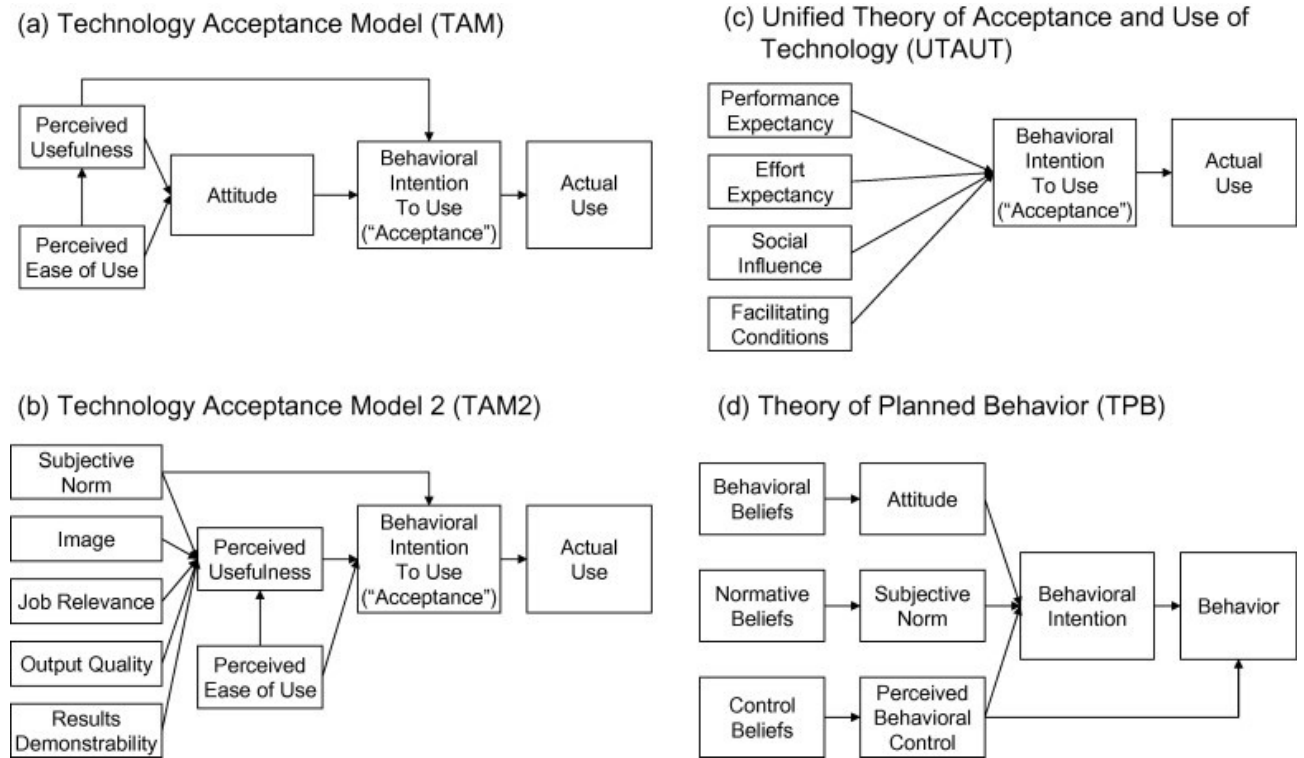 (a) Technology Acceptance Model (TAM)
Perceived
Usefulness
Attitude
Perceived
Ease of Use
Behavioral
Intention
To Use
(“Acceptance”)
Actual
Use
(b) Technology Acceptance Model 2 (TAM2)
Subjective
Norm
Image
Job Relevance
Output Quality
Results
Demonstrability
Perceived
Usefulness
Perceived
Ease of Use
Behavioral
Intention
To Use
(“Acceptance”)
Actual
Use
(c) Unified Theory of Acceptance and Use of
Technology (UTAUT)
Performance
Expectancy
Effort
Expectancy
Social
Influence
Facilitating
Conditions
Behavioral
Intention
To Use
(“Acceptance”)
Actual
Use
(d) Theory of Planned Behavior (TPB)
Behavioral
Beliefs
Attitude
Normative
Beliefs
Subjective
Norm
Control
Beliefs
Perceived
Behavioral
Control
Behavioral
Intention
Behavior